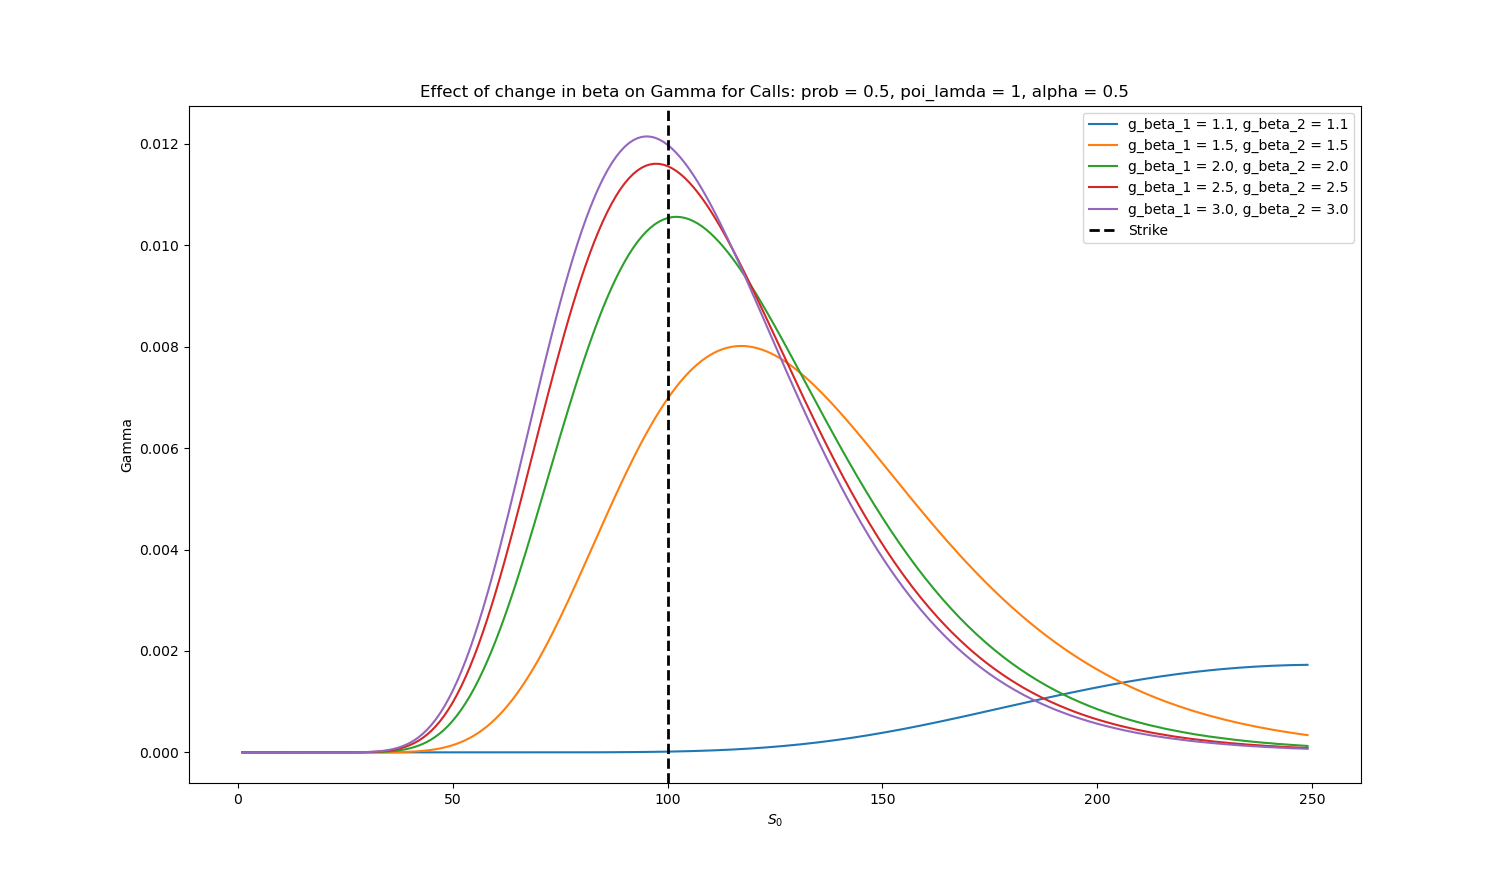 Effect of change in beta on Gamma for Calls: prob = 0.5, poi_lamda = 1, alpha = 0.5
g_beta_1 = 1.1, g_beta_2 = 1.1
g_beta_1 = 1.5, g_beta_2 = 1.5
g_beta_1 = 2.0, g_beta_2 = 2.0
g_beta_1 = 2.5, g_beta_2 = 2.5
g_beta_1 = 3.0, g_beta_2 = 3.0
Strike
0.012
0.010
0.008
0.006
0.004
0.002
0.000
Gamma
0 50 100 150 200 250
S₀